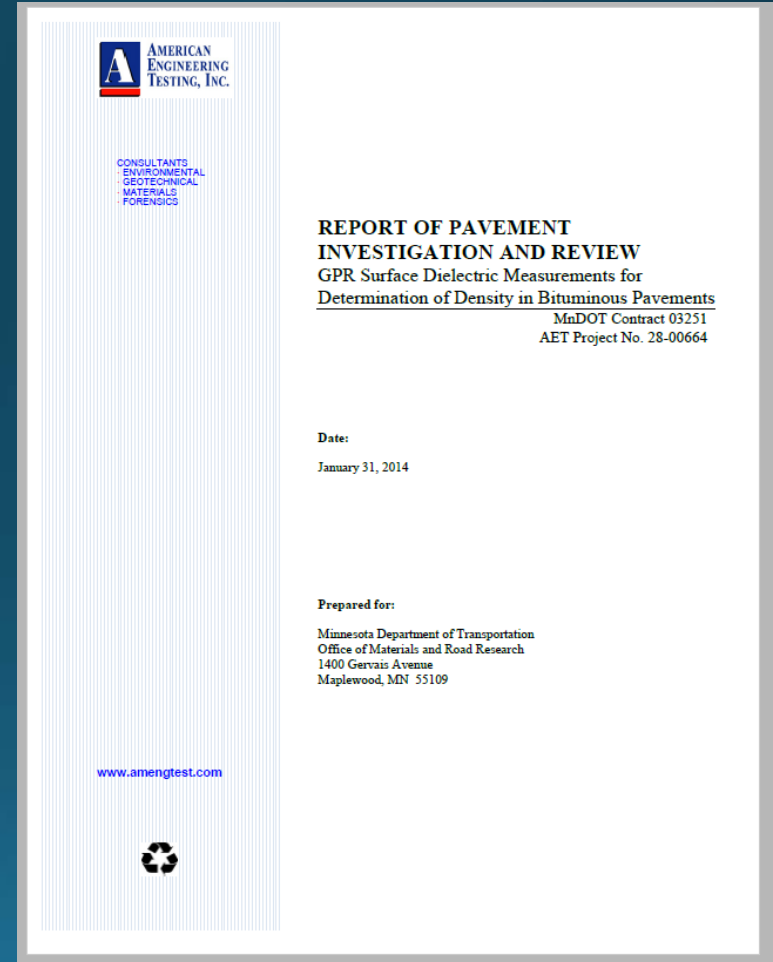 AMERICAN
ENGINEERING
TESTING, INC.
CONSULTANTS
· ENVIRONMENTAL
· GEOTECHNICAL
· MATERIALS
· FORENSICS
REPORT OF PAVEMENT
INVESTIGATION AND REVIEW
GPR Surface Dielectric Measurements for
Determination of Density in Bituminous Pavements
MnDOT Contract 03251
AET Project No. 28-00664
Date:
January 31, 2014
Prepared for:
Minnesota Department of Transportation
Office of Materials and Road Research
1400 Gervais Avenue
Maplewood, MN 55109
www.amengtest.com